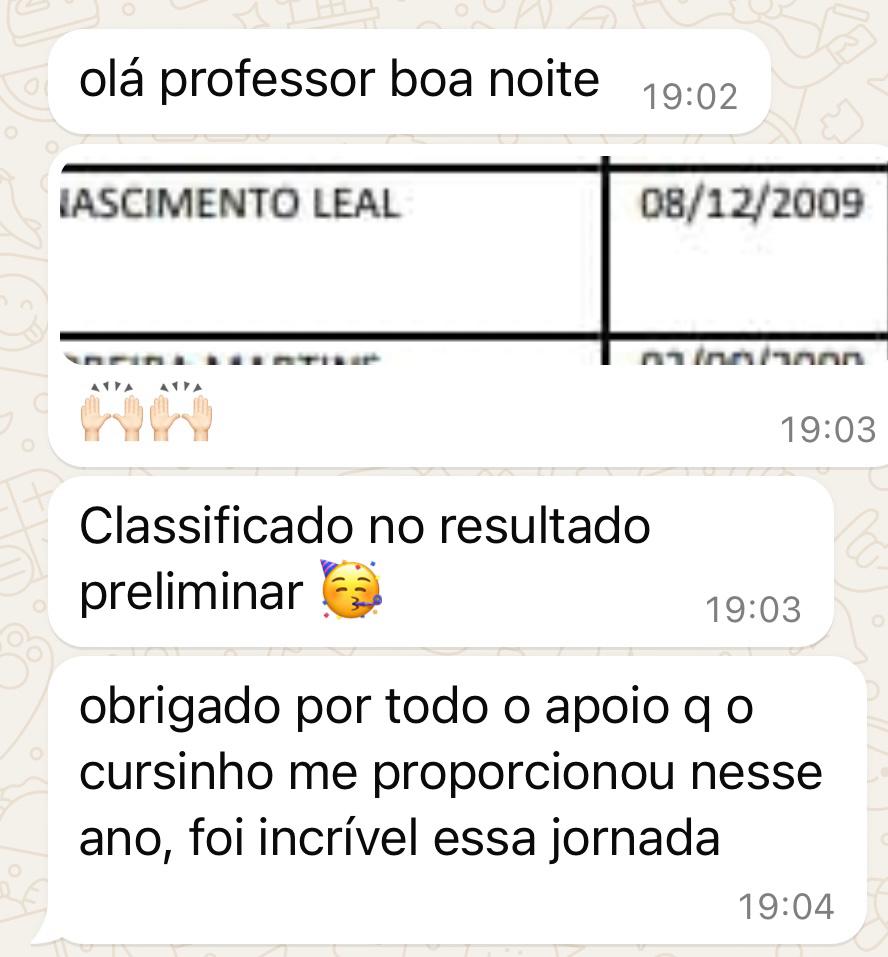 olá professor boa noite 19:02
NASCIMENTO LEAL 08/12/2009
🙌🏻🙌🏻 19:03
Classificado no resultado
preliminar 🥳 19:03
obrigado por todo o apoio q o
cursinho me proporcionou nesse
ano, foi incrível essa jornada
19:04